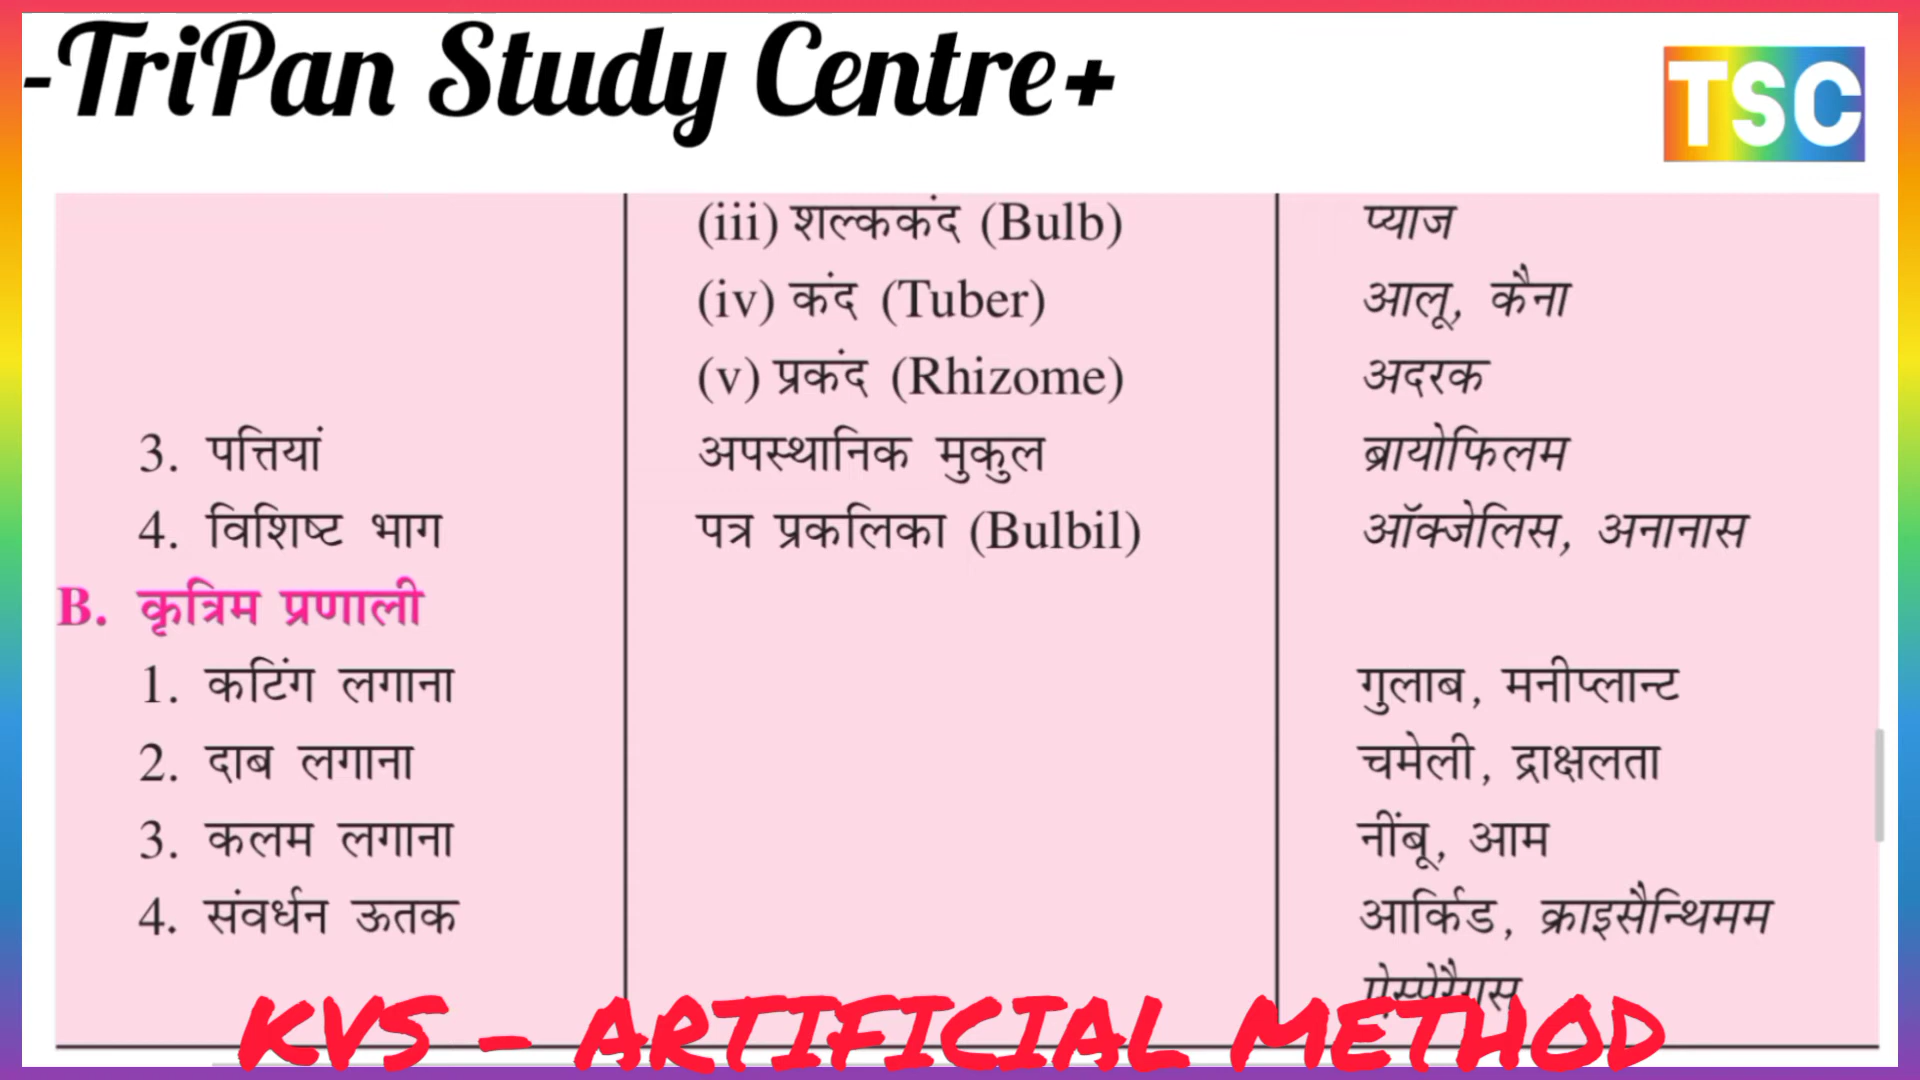 -TriPan Study Centre+
TSC
(iii) शल्ककंद (Bulb) प्याज
(iv) कंद (Tuber) आलू, कैना
(v) प्रकंद (Rhizome) अदरक
3. पत्तियां अपस्थानिक मुकुल ब्रायोफिलम
4. विशिष्ट भाग पत्र प्रकलिका (Bulbil) ऑक्जेलिस, अनानास
B. कृत्रिम प्रणाली
1. कटिंग लगाना गुलाब, मनीप्लान्ट
2. दाब लगाना चमेली, द्राक्षलता
3. कलम लगाना नींबू, आम
4. संवर्धन ऊतक आर्किड, क्राइसैन्थिमम
ऐस्पेरैगस
KVS - ARTIFICIAL METHOD